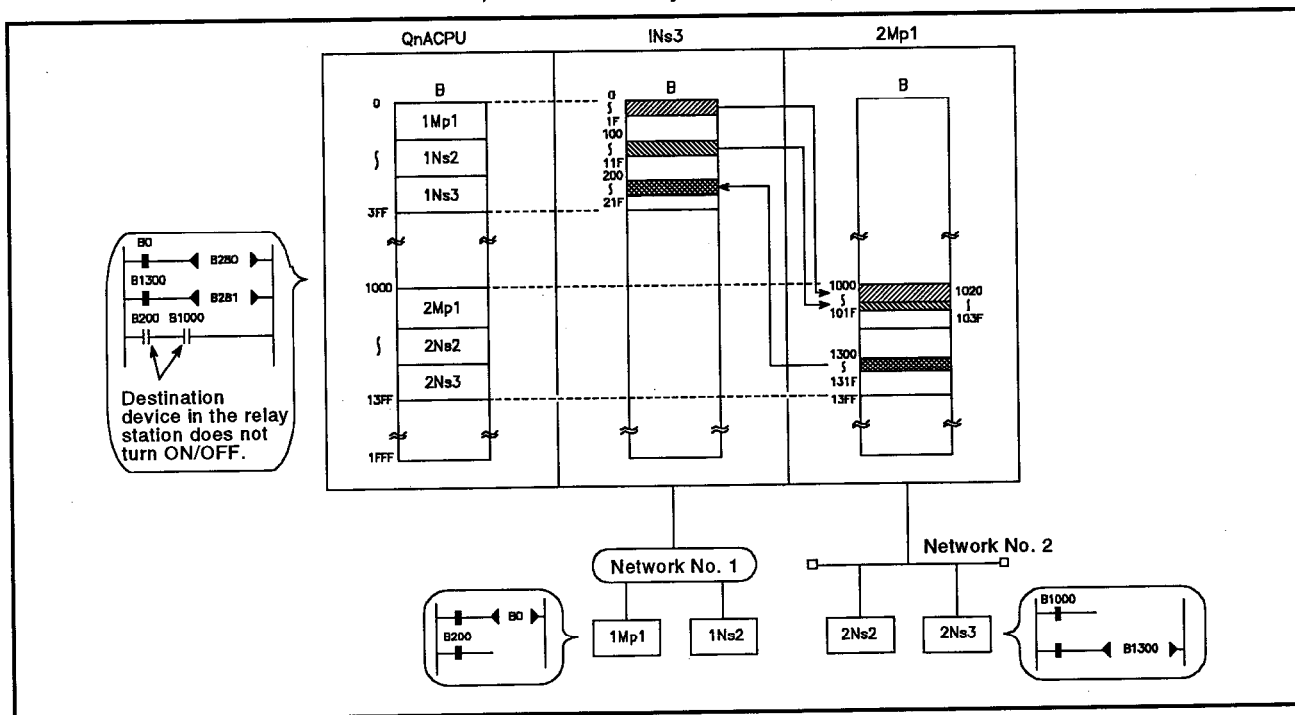 QnACPU
1Ns3
2Mp1
B
0
1Mp1
1Ns2
1Ns3
3FF
1000
2Mp1
2Ns2
2Ns3
13FF
1FFF
B
0
1F
100
11F
200
21F
B
1000
101F
1020
103F
1300
131F
13FF
B0
B280
B1300
B281
B200 B1000
Destination
device in the relay
station does not
turn ON/OFF.
Network No. 1
Network No. 2
B0
B200
1Mp1
1Ns2
2Ns2
2Ns3
B1000
B1300